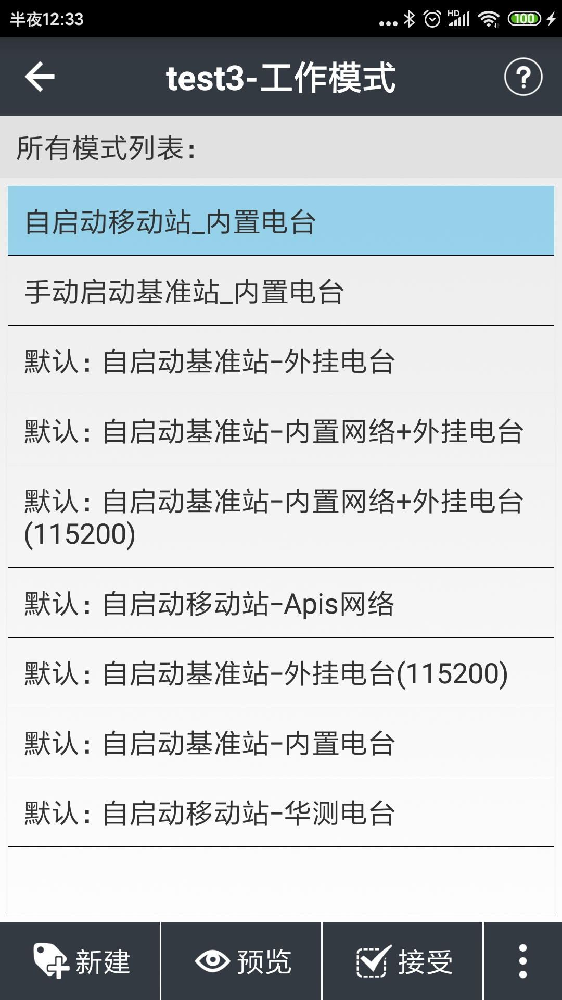 半夜12:33
HD
100
test3-工作模式
?
所有模式列表:
自启动移动站_内置电台
手动启动基准站_内置电台
默认: 自启动基准站-外挂电台
默认: 自启动基准站-内置网络+外挂电台
默认: 自启动基准站-内置网络+外挂电台
(115200)
默认: 自启动移动站-Apis网络
默认: 自启动基准站-外挂电台(115200)
默认: 自启动基准站-内置电台
默认: 自启动移动站-华测电台
新建
预览
接受